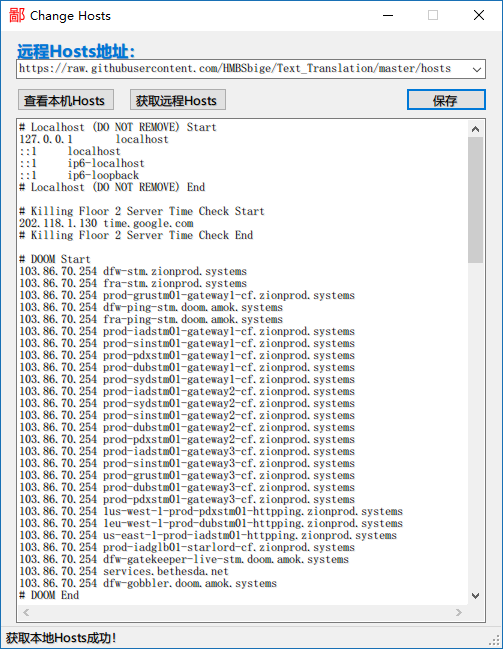 鄙 Change Hosts
远程Hosts地址:
https://raw.githubusercontent.com/HMBSbige/Text_Translation/master/hosts
查看本机Hosts 获取远程Hosts 保存
# Localhost (DO NOT REMOVE) Start
127.0.0.1 localhost
::1 localhost
::1 ip6-localhost
::1 ip6-loopback
# Localhost (DO NOT REMOVE) End
# Killing Floor 2 Server Time Check Start
202.118.1.130 time.google.com
# Killing Floor 2 Server Time Check End
# DOOM Start
103.86.70.254 dfw-stm.zionprod.systems
103.86.70.254 fra-stm.zionprod.systems
103.86.70.254 prod-grustm01-gateway1-cf.zionprod.systems
103.86.70.254 dfw-ping-stm.doom.amok.systems
103.86.70.254 fra-ping-stm.doom.amok.systems
103.86.70.254 prod-iadstm01-gateway1-cf.zionprod.systems
103.86.70.254 prod-sinstm01-gateway1-cf.zionprod.systems
103.86.70.254 prod-pdxstm01-gateway1-cf.zionprod.systems
103.86.70.254 prod-dubstm01-gateway1-cf.zionprod.systems
103.86.70.254 prod-sydstm01-gateway1-cf.zionprod.systems
103.86.70.254 prod-iadstm01-gateway2-cf.zionprod.systems
103.86.70.254 prod-sydstm01-gateway2-cf.zionprod.systems
103.86.70.254 prod-sinstm01-gateway2-cf.zionprod.systems
103.86.70.254 prod-dubstm01-gateway2-cf.zionprod.systems
103.86.70.254 prod-pdxstm01-gateway2-cf.zionprod.systems
103.86.70.254 prod-iadstm01-gateway3-cf.zionprod.systems
103.86.70.254 prod-sinstm01-gateway3-cf.zionprod.systems
103.86.70.254 prod-grustm01-gateway3-cf.zionprod.systems
103.86.70.254 prod-dubstm01-gateway3-cf.zionprod.systems
103.86.70.254 prod-pdxstm01-gateway3-cf.zionprod.systems
103.86.70.254 lus-west-1-prod-pdxstm01-httpping.zionprod.systems
103.86.70.254 leu-west-1-prod-dubstm01-httpping.zionprod.systems
103.86.70.254 us-east-1-prod-iadstm01-httpping.zionprod.systems
103.86.70.254 prod-iadglb01-starlord-cf.zionprod.systems
103.86.70.254 dfw-gatekeeper-live-stm.doom.amok.systems
103.86.70.254 services.bethesda.net
103.86.70.254 dfw-gobbler.doom.amok.systems
# DOOM End
获取本地Hosts成功!